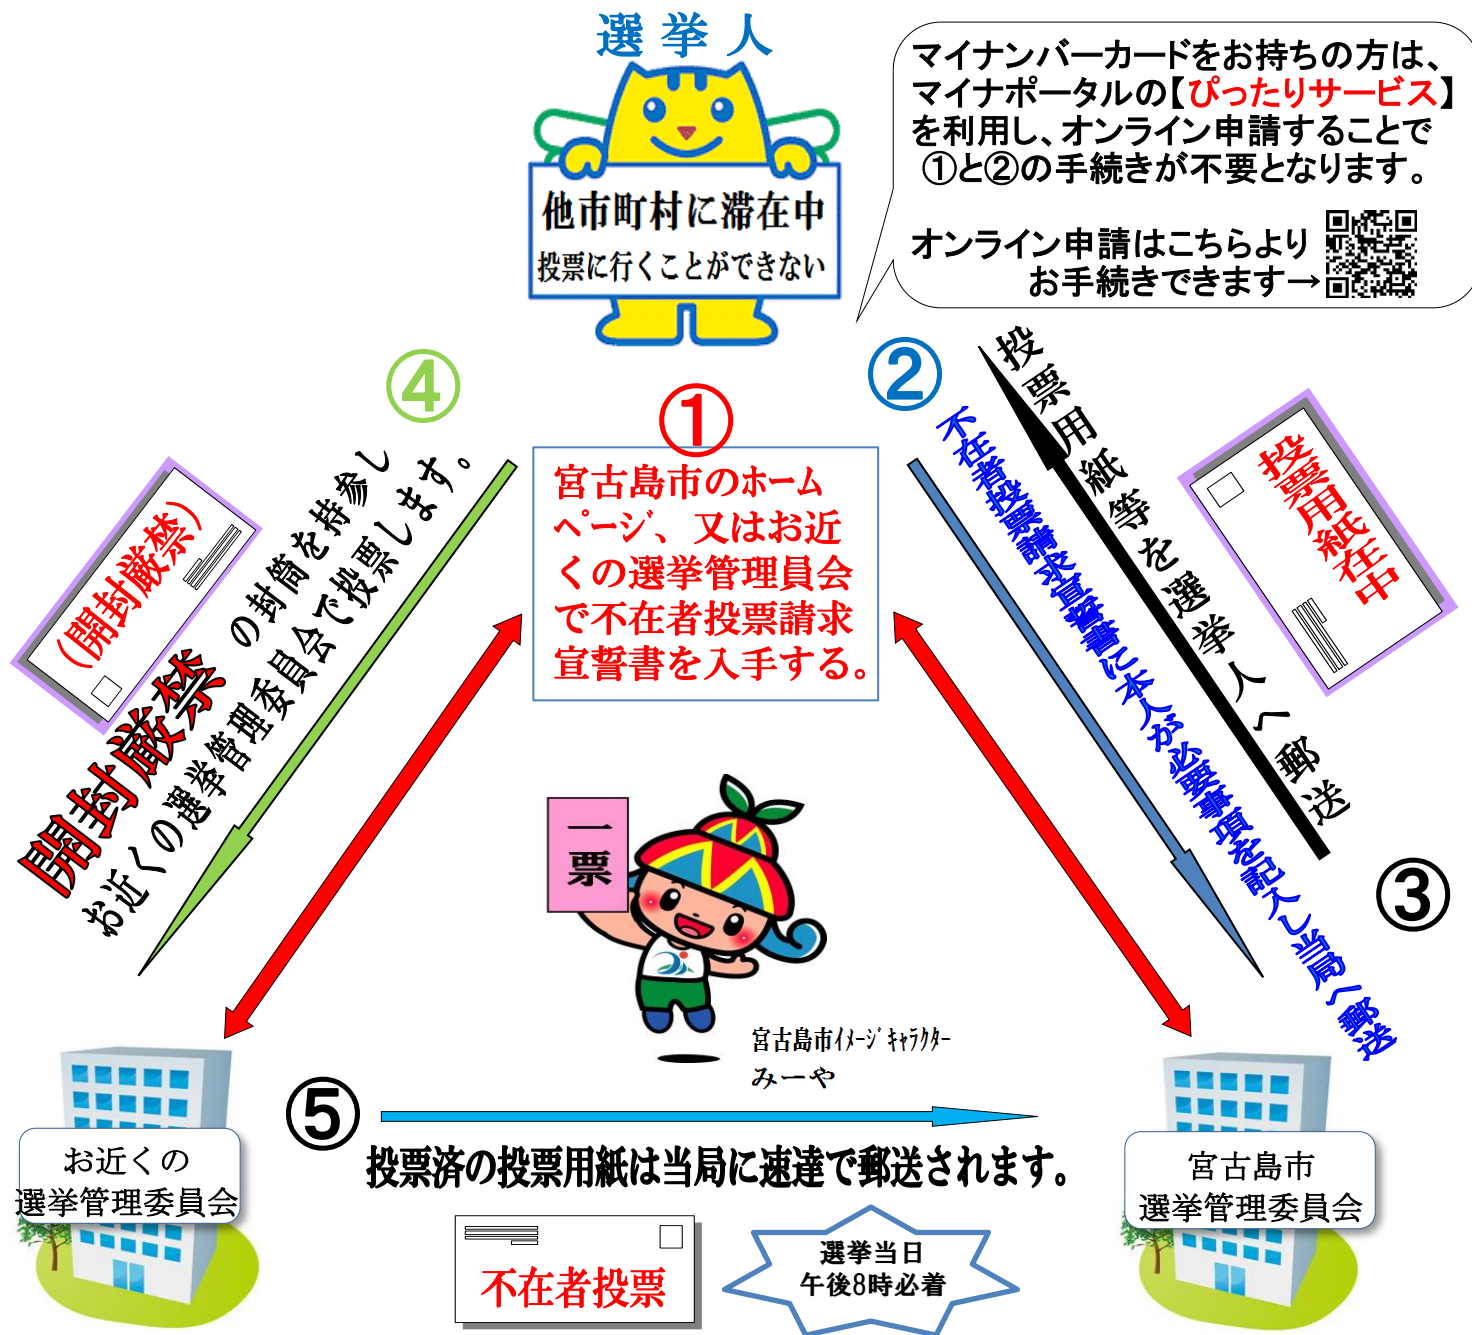 選挙人
他市町村に滞在中
投票に行くことができない
マイナンバーカードをお持ちの方は、
マイナポータルの【ぴったりサービス】
を利用し、オンライン申請することで
①と②の手続きが不要となります。
オンライン申請はこちらより
お手続きできます→
①
宮古島市のホーム
ページ、又はお近
くの選挙管理員会
で不在者投票請求
宣誓書を入手する。
②
不在者投票請求宣誓書に本人が必要事項を記入し当局へ郵送
③
投票用紙等を選挙人へ郵送
投票用紙在中
④
(開封厳禁)
開封厳禁の封筒を持参し
お近くの選挙管理委員会で投票します。
一票
宮古島市イメージキャラクター
みーや
⑤
投票済の投票用紙は当局に速達で郵送されます。
お近くの
選挙管理委員会
宮古島市
選挙管理委員会
不在者投票
選挙当日
午後8時必着